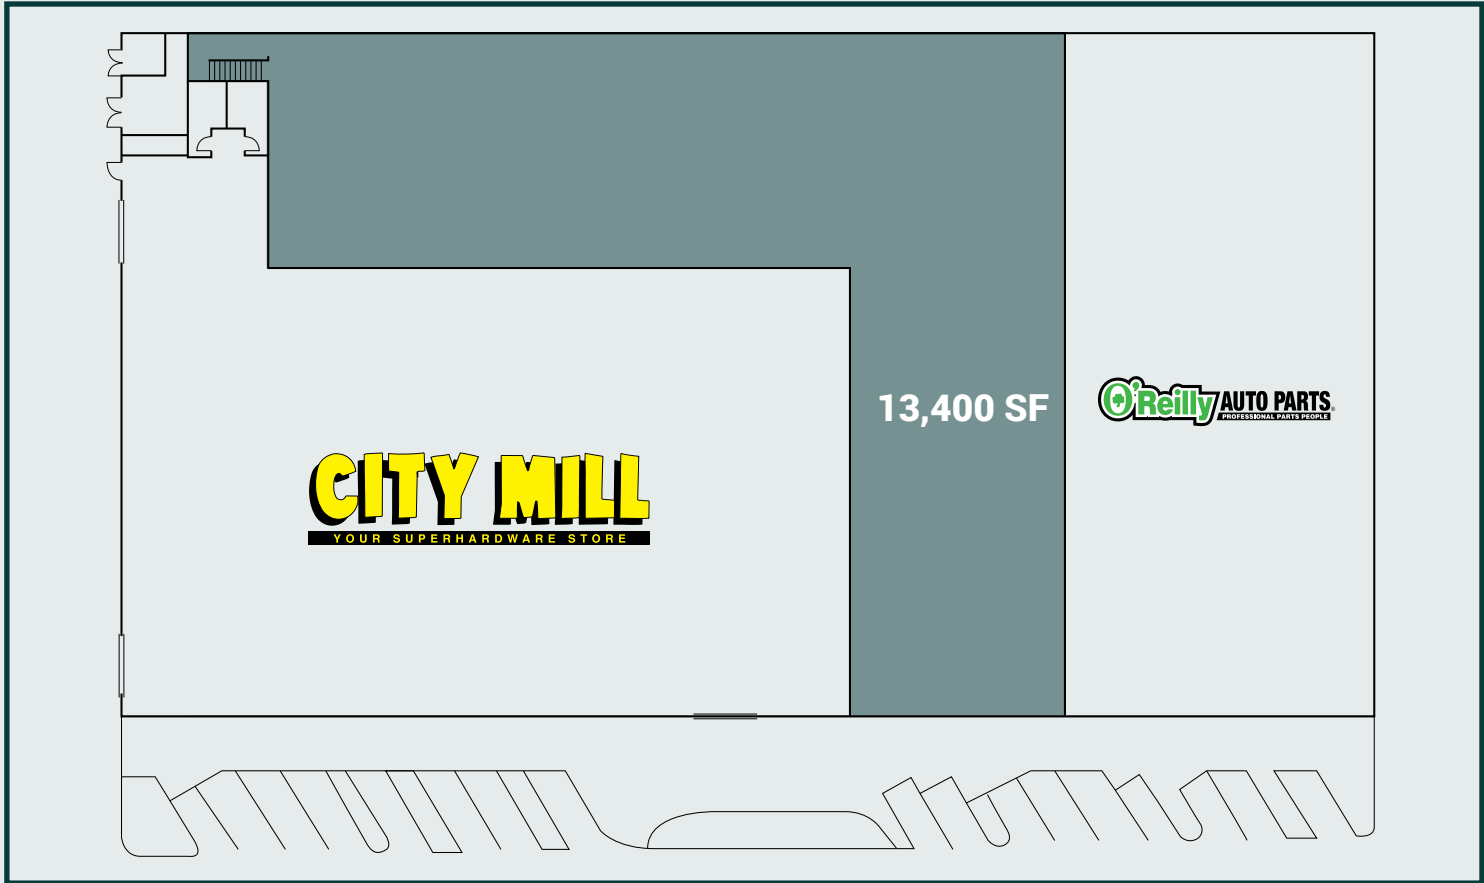 CITY MILL
YOUR SUPERHARDWARE STORE
13,400 SF
O'Reilly AUTO PARTS®
PROFESSIONAL PARTS PEOPLE